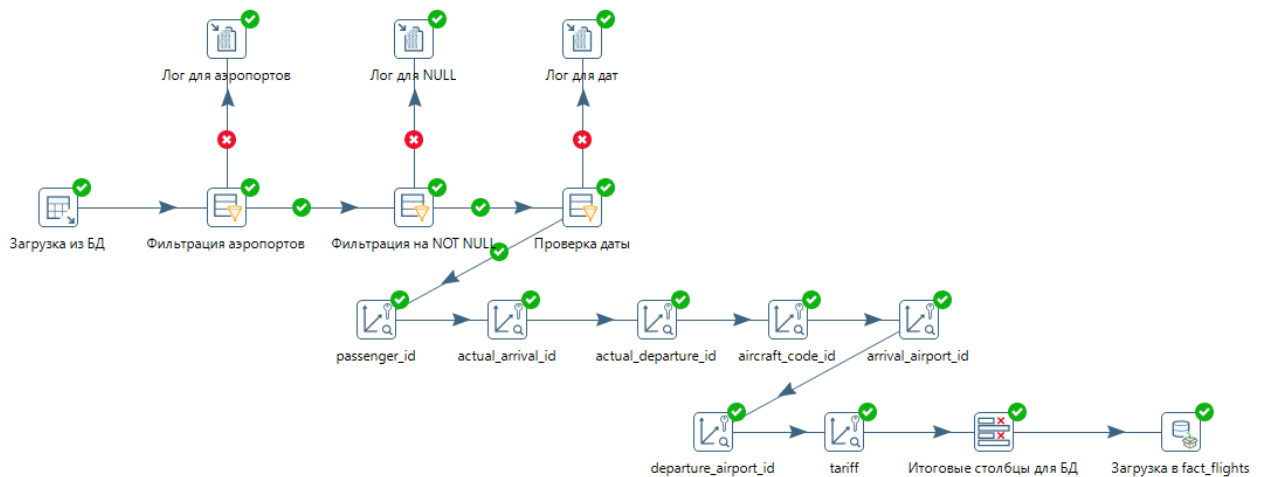 Лог для аэропортов
Лог для NULL
Лог для дат
Загрузка из БД
Фильтрация аэропортов
Фильтрация на NOT NULL
Проверка даты
passenger_id
actual_arrival_id
actual_departure_id
aircraft_code_id
arrival_airport_id
departure_airport_id
tariff
Итоговые столбцы для БД
Загрузка в fact_flights